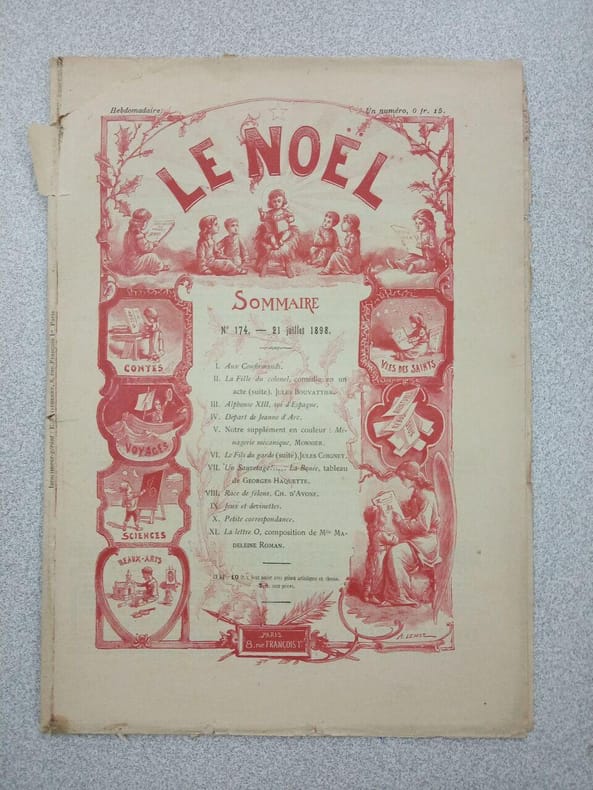 Hebdomadaire
Un numéro, 0 fr. 15.
LE NOËL
SOMMAIRE
N° 174. — 21 juillet 1898.
I. Aux Confirmands.
II. La Fille du colonel, comédie en un
acte (suite). JULES
III. Alphonse XIII, roi d'Espagne.
IV. Départ de Jeanne d'Arc.
V. Notre supplément en couleur : Mé-
nagerie mécanique, MONNIER.
VI. Le Fils du garde (suite), JULES COIGNEY.
VII. Un Sauvetage!..... La Bouée, tableau
de GEORGES HAQUETTE.
VIII. Race de félons, CH. D'AVONE.
IX. Jeux et devinettes.
X. Petite correspondance.
XI. La lettre O, composition de Mlle MA-
DELEINE ROMAN.
CONTES
VOYAGES
SCIENCES
BEAUX-ARTS
VIES DES SAINTS
PARIS
8, rue FRANÇOIS Ier